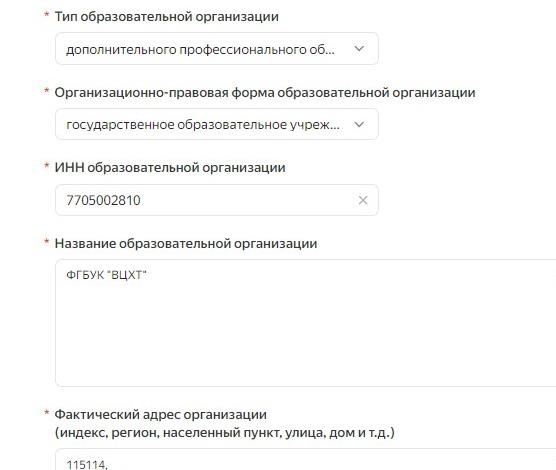 * Тип образовательной организации
дополнительного профессионального об...
* Организационно-правовая форма образовательной организации
государственное образовательное учреж...
* ИНН образовательной организации
7705002810
* Название образовательной организации
ФГБУК "ВЦХТ"
* Фактический адрес организации
(индекс, регион, населенный пункт, улица, дом и т.д.)
115114,